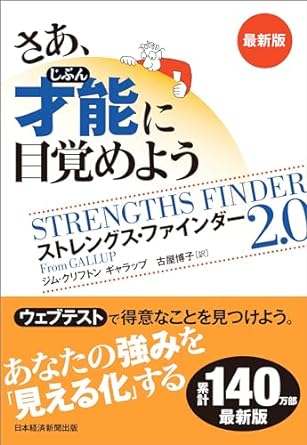 さあ、
最新版
じぶん
才能に
目覚めよう
STRENGTHS FINDER
ストレングス・ファインダー
2.0
From GALLUP
ジム・クリフトン ギャラップ 古屋博子[訳]
ウェブテストで得意なことを見つけよう。
あなたの強みを
「見える化」する
累計
140万部
最新版
日本経済新聞出版